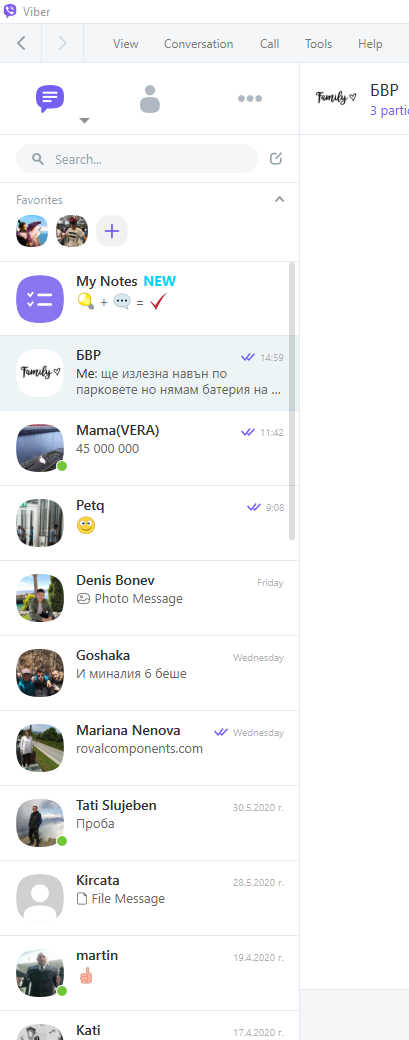 Viber
View Conversation Call Tools Help
Family
БВР
3 partic
Search...
Favorites
My Notes NEW
+ =
БВР 14:59
Family
Me: ще излезна навън по
парковете но нямам батерия на ...
Mama(VERA) 11:42
45 000 000
Petq 9:08
Denis Bonev Friday
Photo Message
Goshaka Wednesday
И миналия 6 беше
Mariana Nenova Wednesday
rovalcomponents.com
Tati Slujeben 30.5.2020 г.
Проба
Kircata 28.5.2020 г.
File Message
martin 19.4.2020 г.
Kati 17.4.2020 г.